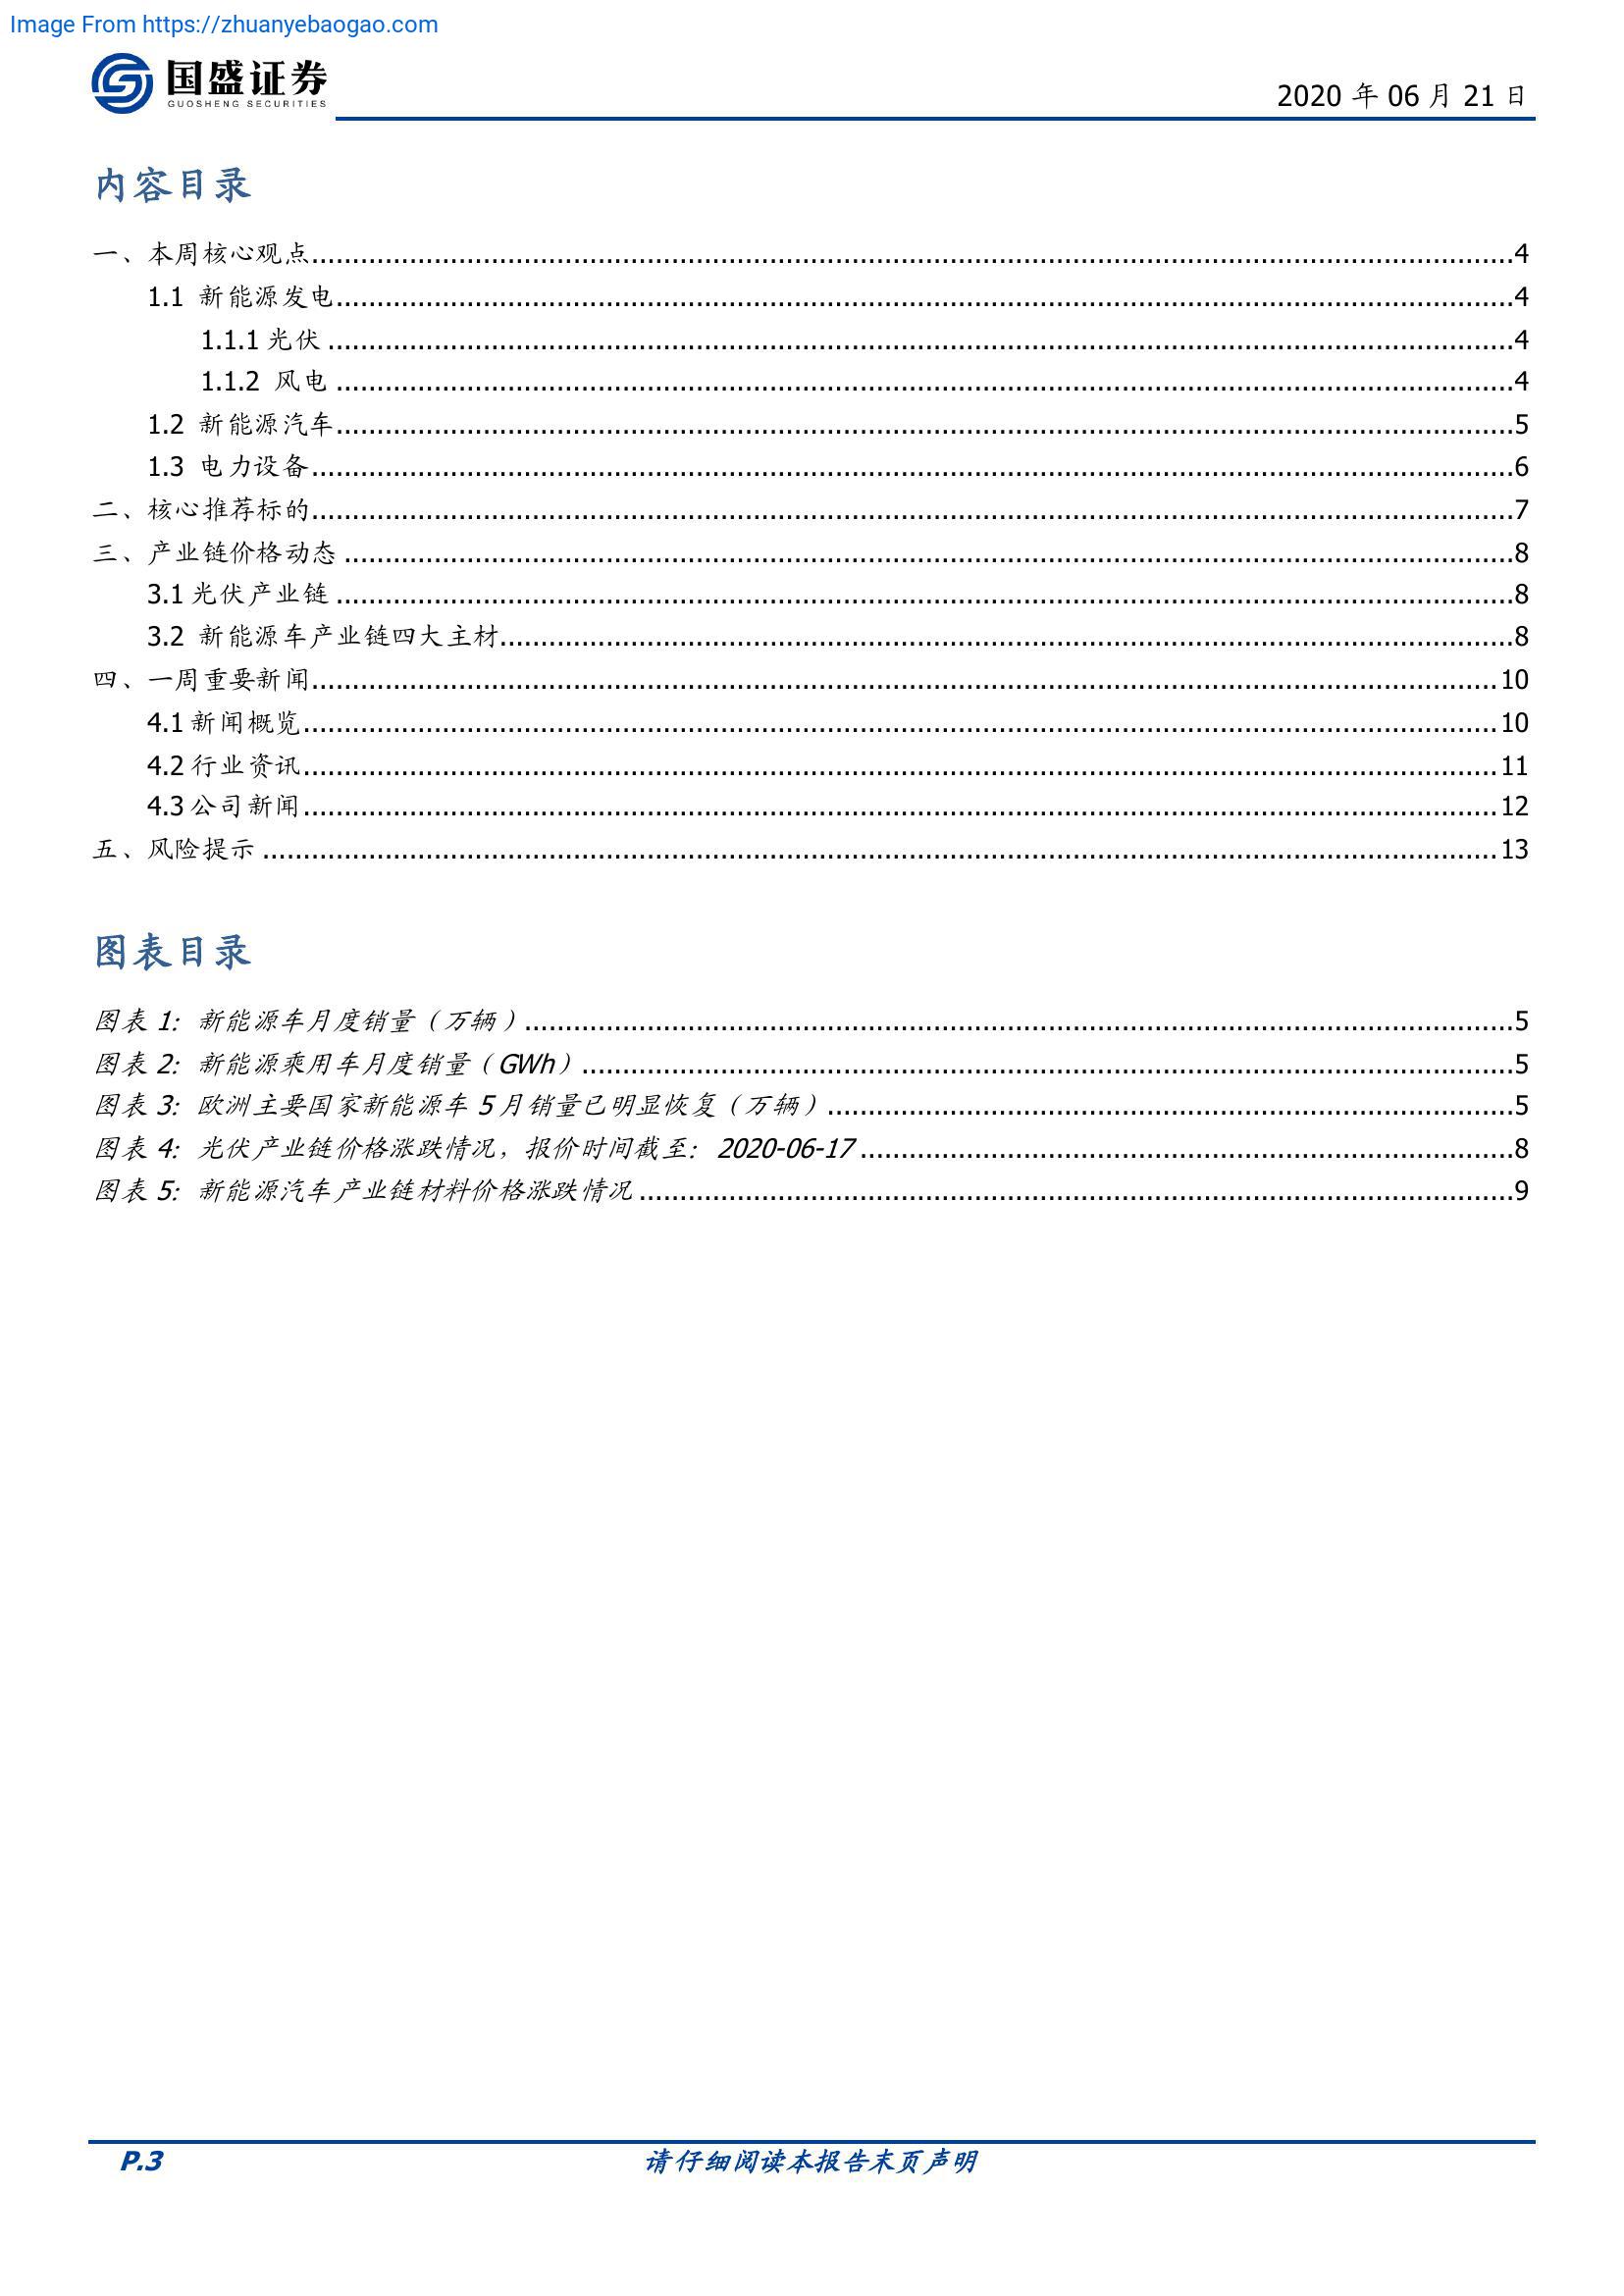 Image From https://zhuanyebaogao.com
国盛证券
GUOSHENG SECURITIES
2020 年 06 月 21 日
内容目录
一、本周核心观点....................4
1.1 新能源发电....................4
1.1.1 光伏....................4
1.1.2 风电....................4
1.2 新能源汽车....................5
1.3 电力设备....................6
二、核心推荐标的....................7
三、产业链价格动态....................8
3.1 光伏产业链....................8
3.2 新能源车产业链四大主材....................8
四、一周重要新闻....................10
4.1 新闻概览....................10
4.2 行业资讯....................11
4.3 公司新闻....................12
五、风险提示....................13
图表目录
图表 1：新能源车月度销量（万辆）....................5
图表 2：新能源乘用车月度销量（GWh）....................5
图表 3：欧洲主要国家新能源车 5 月销量已明显恢复（万辆）....................5
图表 4：光伏产业链价格涨跌情况，报价时间截至：2020-06-17....................8
图表 5：新能源汽车产业链材料价格涨跌情况....................9
P.3
请仔细阅读本报告末页声明